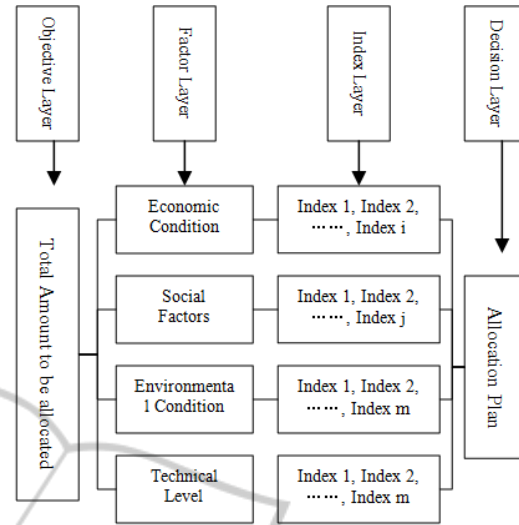 Objective Layer
Factor Layer
Index Layer
Decision Layer
Total Amount to be allocated
Economic
Condition
Index 1, Index 2,
……, Index i
Social
Factors
Index 1, Index 2,
……, Index j
Environmenta
l Condition
Index 1, Index 2,
……, Index m
Technical
Level
Index 1, Index 2,
……, Index m
Allocation Plan